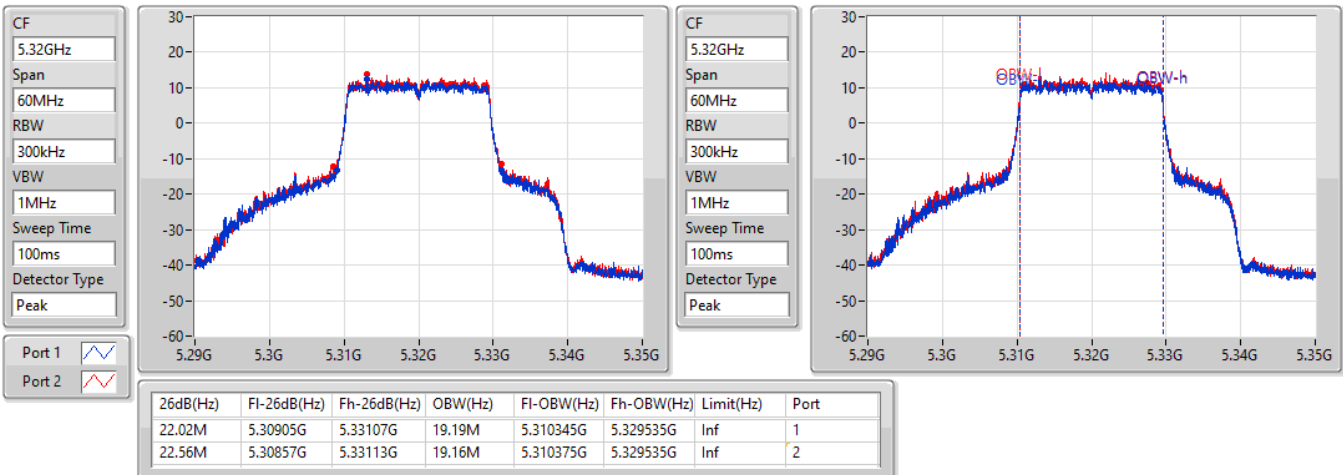 CF
5.32GHz
Span
60MHz
RBW
300kHz
VBW
1MHz
Sweep Time
100ms
Detector Type
Peak
Port 1
Port 2
30
20
10
0
-10
-20
-30
-40
-50
-60
5.29G 5.3G 5.31G 5.32G 5.33G 5.34G 5.35G
CF
5.32GHz
Span
60MHz
RBW
300kHz
VBW
1MHz
Sweep Time
100ms
Detector Type
Peak
30
20
10
0
-10
-20
-30
-40
-50
-60
OBW-l OBW-h
5.29G 5.3G 5.31G 5.32G 5.33G 5.34G 5.35G
26dB(Hz) Fl-26dB(Hz) Fh-26dB(Hz) OBW(Hz) Fl-OBW(Hz) Fh-OBW(Hz) Limit(Hz) Port
22.02M 5.30905G 5.33107G 19.19M 5.310345G 5.329535G Inf 1
22.56M 5.30857G 5.33113G 19.16M 5.310375G 5.329535G Inf 2